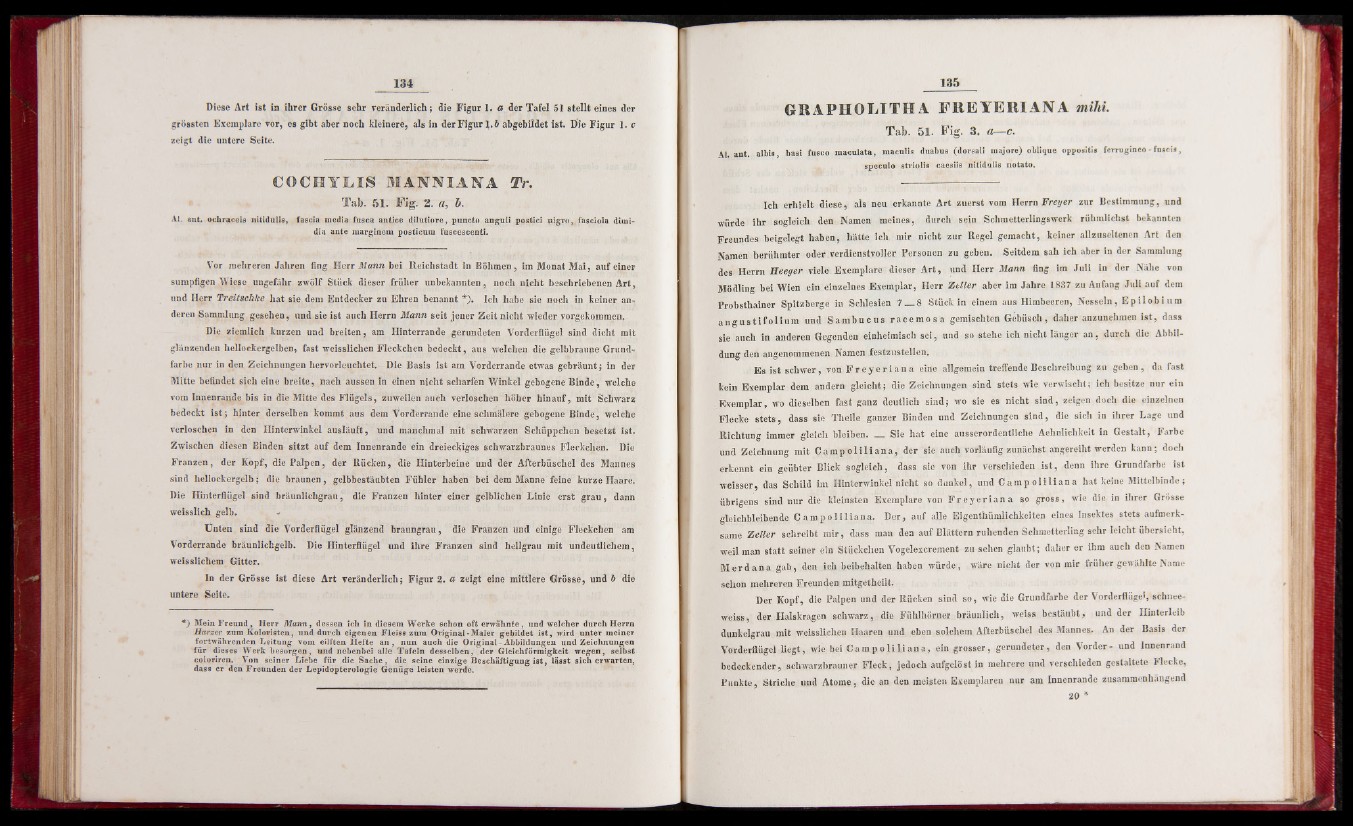 134
Diese Art ist in ihrer Grösse sehr veränderlich; die Figur 1. a der Tafel 51 stellt eines der
grössten Exemplare vor, es gibt aber noch kleinere, als in der Figur 1. b abgebildet ist. Die Figur 1. c
zeigt die untere Seite.
COCHYLIS MANNIANA Tr.
Tab. 51. Fig. 2. a, b.
Al. ant. ochraceis nitidulis, fascia media fusca antice dilutiore, puncto anguli postici nigro, fasciola dimi-
dia ante marginem posticum fuscescenti.
Vor mehreren Jahren fing Herr Mann bei Reichstadt in Böhmen, im Monat Mai, auf einer
sumpfigen Wiese ungefähr zwölf Stück dieser früher unbekannten, noch nicht beschriebenen Art,
und Herr Treitschke hat sie dem Entdecker zu Ehren benannt *). Ich habe sie noch in keiner an-
deren Sammlung gesehen, und sie ist auch Herrn Mann seit jener Zeit nicht wieder vorgekommen.
Die ziemlich kurzen und breiten, am Hinterrande gerundeten Vorderflügel sind dicht mit
glänzenden hellockergelben, fast weisslichen Fleckchen bedeckt, aus welchen die gelbbraune Grund-
farbe nur in den Zeichnungen hervorleuchtet. Die Basis ist am Vorderrande etwas gebräunt; in der
Mitte befindet sich eine breite, nach aussen in einen nicht scharfen Winkel gebogene Binde, welche
vom Innenrande bis in die Mitte des Flügels, zuweilen auch verloschen höher hinauf, mit Schwarz
bedeckt ist; hinter derselben kommt aus dem Vorderrande eine schmälere gebogene Binde, welche
verloschen in den Hinterwinkel ausläuft, und manchmal mit schwarzen Schüppchen besetzt ist.
Zwischen diesen Binden sitzt auf dem Innenrande ein dreieckiges schwarzbraunes Fleckchen. Die
Franzen, der Kopf, die Palpen, der Rücken, die Hinterbeine und der Afterbüschel des Mannes
sind hellockergelb; die braunen, gelbbestäubten Fühler haben bei dem Manne feine kurze Haare.
Die Hinterflügel sind bräunlichgrau, die Franzen hinter einer gelblichen Linie erst grau, dann
weisslich gelb.
Unten sind die Vorderflügel glänzend braungrau, die Franzen und einige Fleckchen am
Vorderrande bräunlichgelb. Die Hinterflügel und ihre Franzen sind hellgrau mit undeutlichem,
weisslichem Gitter.
In der Grösse ist diese Art veränderlich; Figur 2. a zeigt eine mittlere Grösse, und b die
untere Seite.
*) Mein Freund, Herr Mann, dessen ich in diesem Werke schon oft erwähnte, und welcher durch Herrn
Harzer zum Koloristen, und durch eigenen Fleiss zum Original-Maler gebildet ist, wird unter meiner
fortwährenden Leitung vom eilften Hefte an, nun auch die Original-Abbildungen und Zeichnungen
für dieses Werk besorgen, und nebenbei alle Tafeln desselben, der Gleichförmigkeit wegen, selbst
coloriren. Von seiner Liebe für die Sache, die seine einzige Beschäftigung ist, lässt sich erwarten,
dass er den Freunden der Lepidopterologie Genüge leisten werde.
135
GRAPHOLITHA FREYERIANA mihi.
Tab. 51. Fig. 3. a—c.
Al. ant. albis, basi fusco maculata, maculis duabus (dorsali majore) oblique oppositis ferrugineo-fuscis,
speculo striolis caesiis nitidulis notato.
Ich erhielt diese, als neu erkannte Art zuerst vom Herrn Freyer zur Bestimmung, und
würde ihr sogleich den Namen meines, durch sein Schmetterlingswerk rühmlichst bekannten
Freundes beigelegt haben, hätte ich mir nicht zur Regel gemacht, keiner allzuseltenen Art den
Namen berühmter oder verdienstvoller Personen zu geben. Seitdem sah ich aber in der Sammlung
des Herrn Heeger viele Exemplare dieser Art, und Herr Mann fing im Juli in der Nähe von
Mödling bei Wien ein einzelnes Exemplar, Herr Zeller aber im Jahre 1837 zu Anfang Juli auf dem
Probsthainer Spitzberge in Schlesien 7—8 Stück in einem aus Himbeeren, Nesseln, Epilobium
angustifolium und Sambucus racemosa gemischten Gebüsch, daher anzunehmen ist, dass
sie auch in anderen Gegenden einheimisch sei, und so stehe ich nicht länger an, durch die Abbil-
dung den angenommenen Namen festzustellen.
Es ist schwer, von Freyeriana eine allgemein treffende Beschreibung zu geben, da fast
kein Exemplar dem andern gleicht; die Zeichnungen sind stets wie verwischt; ich besitze nur ein
Exemplar, wo dieselben fast ganz deutlich sind; wo sie es nicht sind, zeigen doch die einzelnen
Flecke stets, dass sie Theile ganzer Binden und Zeichnungen sind, die sich in ihrer Lage und
Richtung immer gleich bleiben. — Sie hat eine ausserordentliche Aehnlichkeit in Gestalt, Farbe
und Zeichnung mit Campoliliana, der sie auch vorläufig zunächst angereiht werden kann; doch
erkennt ein geübter Blick sogleich, dass sie von ihr verschieden ist, denn ihre Grundfarbe ist
weisser, das Schild im Hinterwinkel nicht so dunkel, und Campoliliana hat keine Mittelbinde;
übrigens sind nur die kleinsten Exemplare von Freyeriana so gross, wie die in ihrer Grösse
gleichbleibende Campoliliana. Der, auf alle Eigenthümlichkeiten eines Insektes stets aufmerk-
same Zeller schreibt mir, dass man den auf Blättern ruhenden Schmetterling sehr leicht übersieht,
weil man statt seiner ein Stückchen Vogelexcrement zu sehen glaubt; daher er ihm auch den Namen
Merdana gab, den ich beibehalten haben würde, wäre nicht der von mir früher gewählte Name
schon mehreren Freunden mitgetheilt.
Der Kopf, die Palpen und der Rücken sind so, wie die Grundfarbe der Vorderflügel, schnee-
weiss, der Halskragen schwarz, die Fühlhörner bräunlich, weiss bestäubt, und der Hinterleib
dunkelgrau mit weisslichen Haaren und eben solchem Afterbüschel des Mannes. An der Basis der
Vorderflügel liegt, wie bei Campoliliana, ein grosser, gerundeter, den Vorder- und Innenrand
bedeckender, schwarzbrauner Fleck, jedoch aufgelöst in mehrere und verschieden gestaltete Flecke,
Punkte, Striche und Atome, die an den meisten Exemplaren nur am Innenrande zusammenhängend
20 *